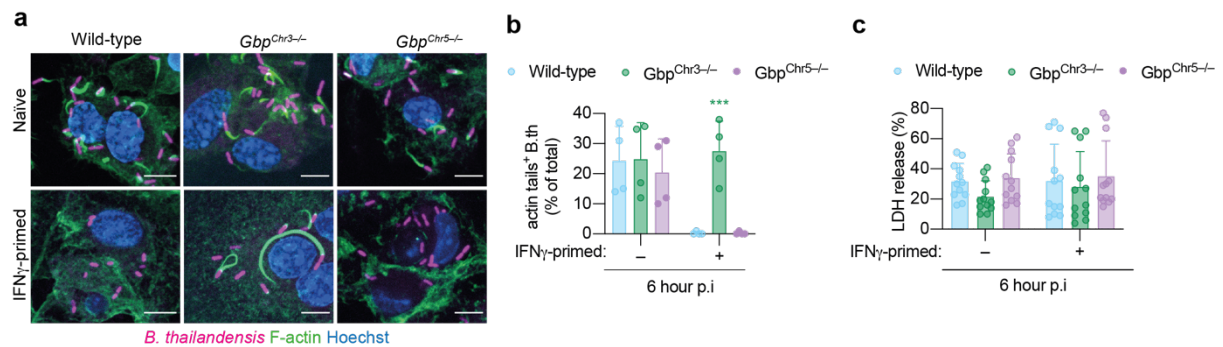 a
Wild-type
Gbp^Chr3–/–
Gbp^Chr5–/–
Naïve
IFNγ-primed
B. thailandensis F-actin Hoechst
b
Wild-type Gbp^Chr3–/– Gbp^Chr5–/–
actin tails⁺ B.th
(% of total)
40
30
20
10
0
***
IFNγ-primed: – +
6 hour p.i
c
Wild-type Gbp^Chr3–/– Gbp^Chr5–/–
LDH release (%)
100
80
60
40
20
0
IFNγ-primed: – +
6 hour p.i